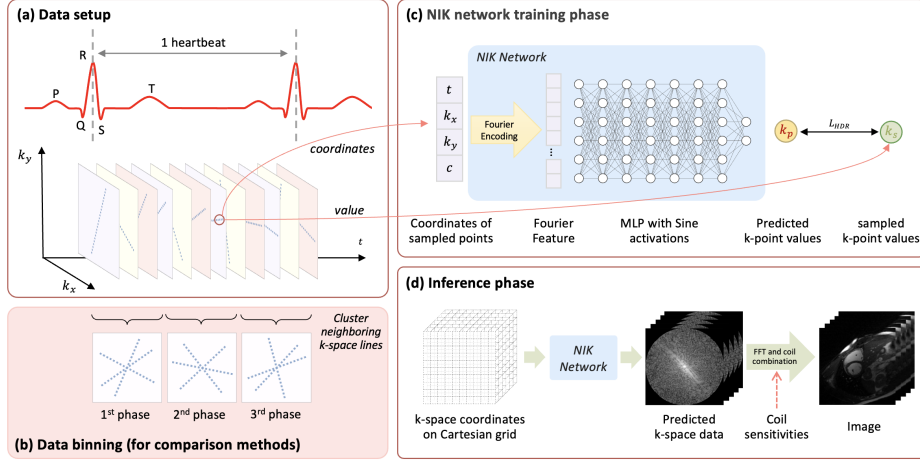 (a) Data setup
1 heartbeat
R
P
T
Q
S
k_y
coordinates
value
t
k_x
Cluster
neighboring
k-space lines
1st phase
2nd phase
3rd phase
(b) Data binning (for comparison methods)
(c) NIK network training phase
NIK Network
t
k_x
k_y
c
Fourier
Encoding
...
k_p
L_HDR
k_s
Coordinates of
sampled points
Fourier
Feature
MLP with Sine
activations
Predicted
k-point values
sampled
k-point values
(d) Inference phase
NIK
Network
FFT and coil
combination
k-space coordinates
on Cartesian grid
Predicted
k-space data
Coil
sensitivities
Image